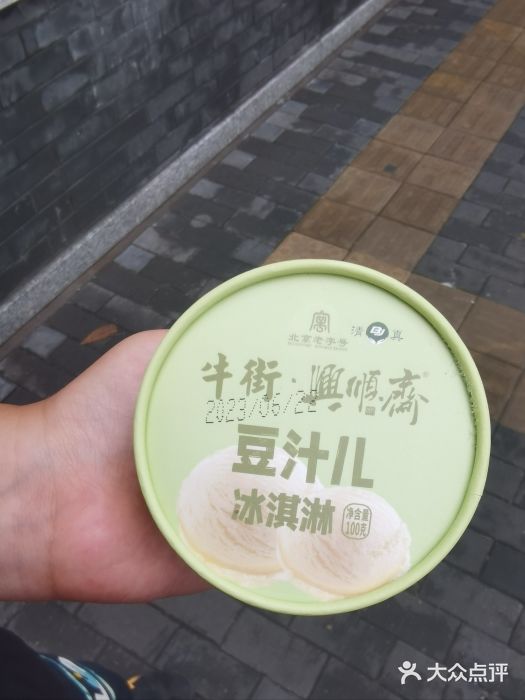 北京老字号 清 真
牛街·興順齋®
2023/06/22
豆汁儿
冰淇淋
净含量
100克
大众点评